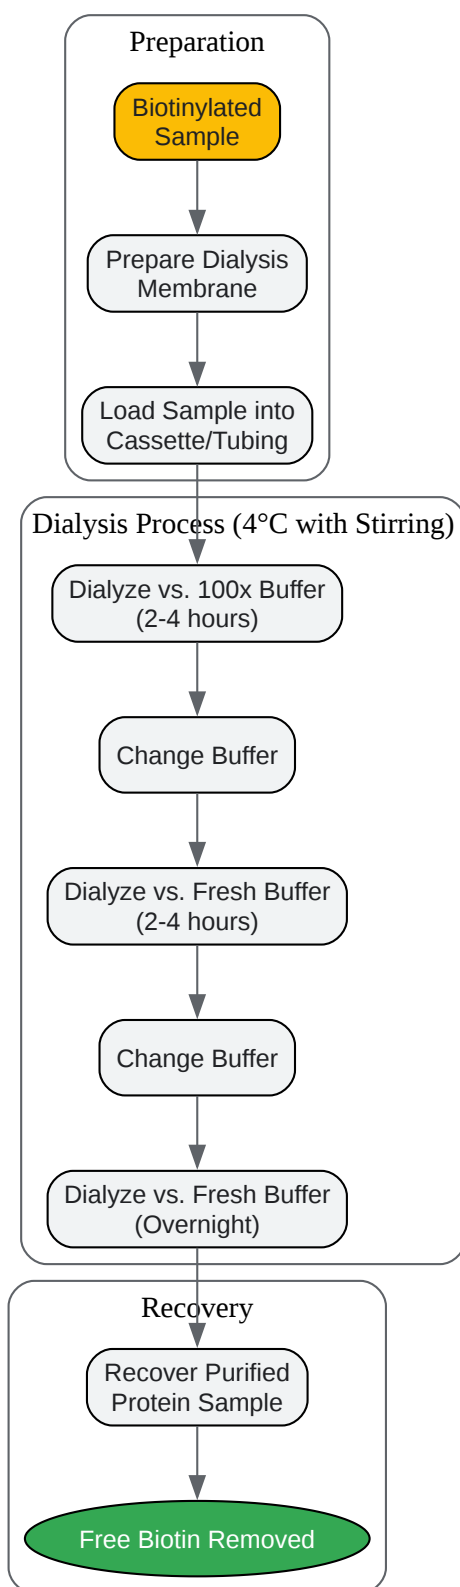 Preparation
Biotinylated
Sample
Prepare Dialysis
Membrane
Load Sample into
Cassette/Tubing
Dialysis Process (4°C with Stirring)
Dialyze vs. 100x Buffer
(2-4 hours)
Change Buffer
Dialyze vs. Fresh Buffer
(2-4 hours)
Change Buffer
Dialyze vs. Fresh Buffer
(Overnight)
Recovery
Recover Purified
Protein Sample
Free Biotin Removed